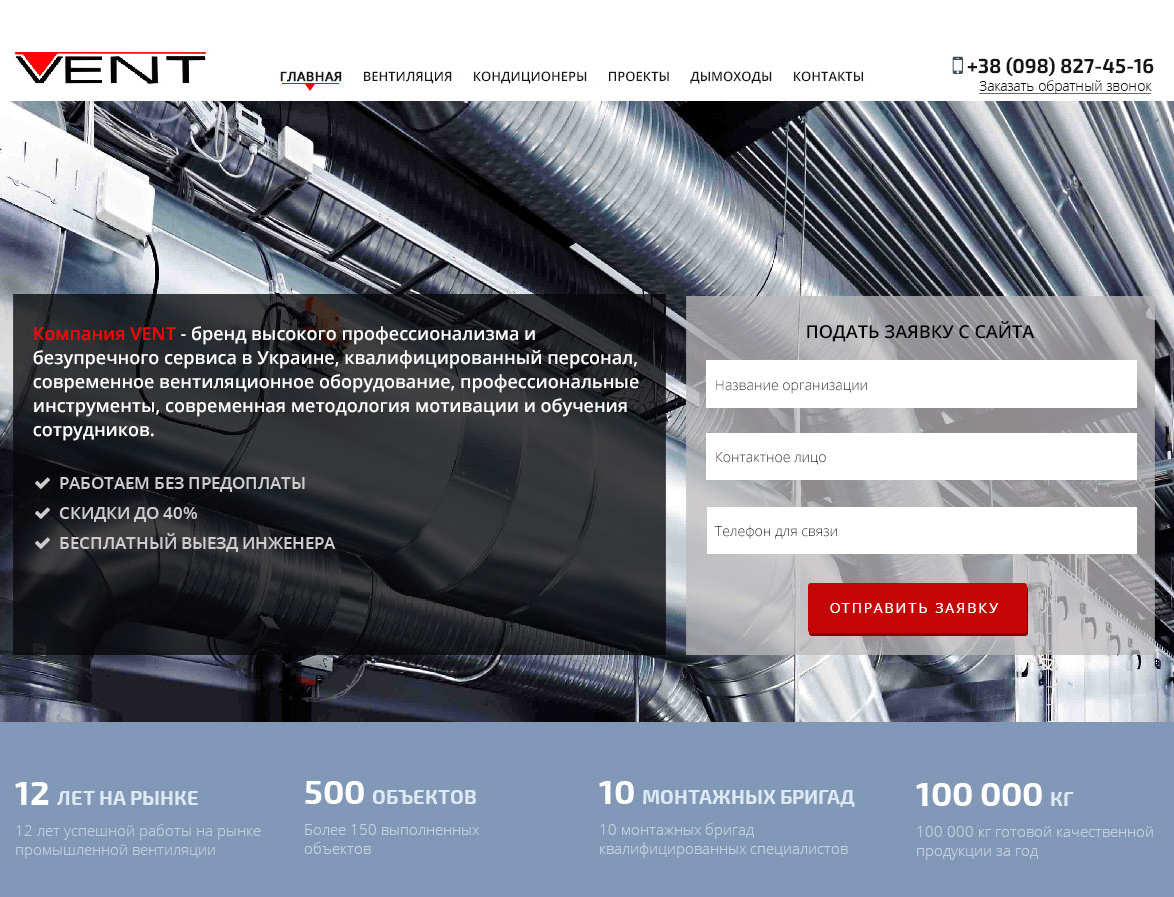 VENT
ГЛАВНАЯ ВЕНТИЛЯЦИЯ КОНДИЦИОНЕРЫ ПРОЕКТЫ ДЫМОХОДЫ КОНТАКТЫ
+38 (098) 827-45-16
Заказать обратный звонок
Компания VENT - бренд высокого профессионализма и
безупречного сервиса в Украине, квалифицированный персонал,
современное вентиляционное оборудование, профессиональные
инструменты, современная методология мотивации и обучения
сотрудников.
РАБОТАЕМ БЕЗ ПРЕДОПЛАТЫ
СКИДКИ ДО 40%
БЕСПЛАТНЫЙ ВЫЕЗД ИНЖЕНЕРА
ПОДАТЬ ЗАЯВКУ С САЙТА
Название организации
Контактное лицо
Телефон для связи
ОТПРАВИТЬ ЗАЯВКУ
12 ЛЕТ НА РЫНКЕ
12 лет успешной работы на рынке
промышленной вентиляции
500 ОБЪЕКТОВ
Более 150 выполненных
объектов
10 МОНТАЖНЫХ БРИГАД
10 монтажных бригад
квалифицированных специалистов
100 000 КГ
100 000 кг готовой качественной
продукции за год